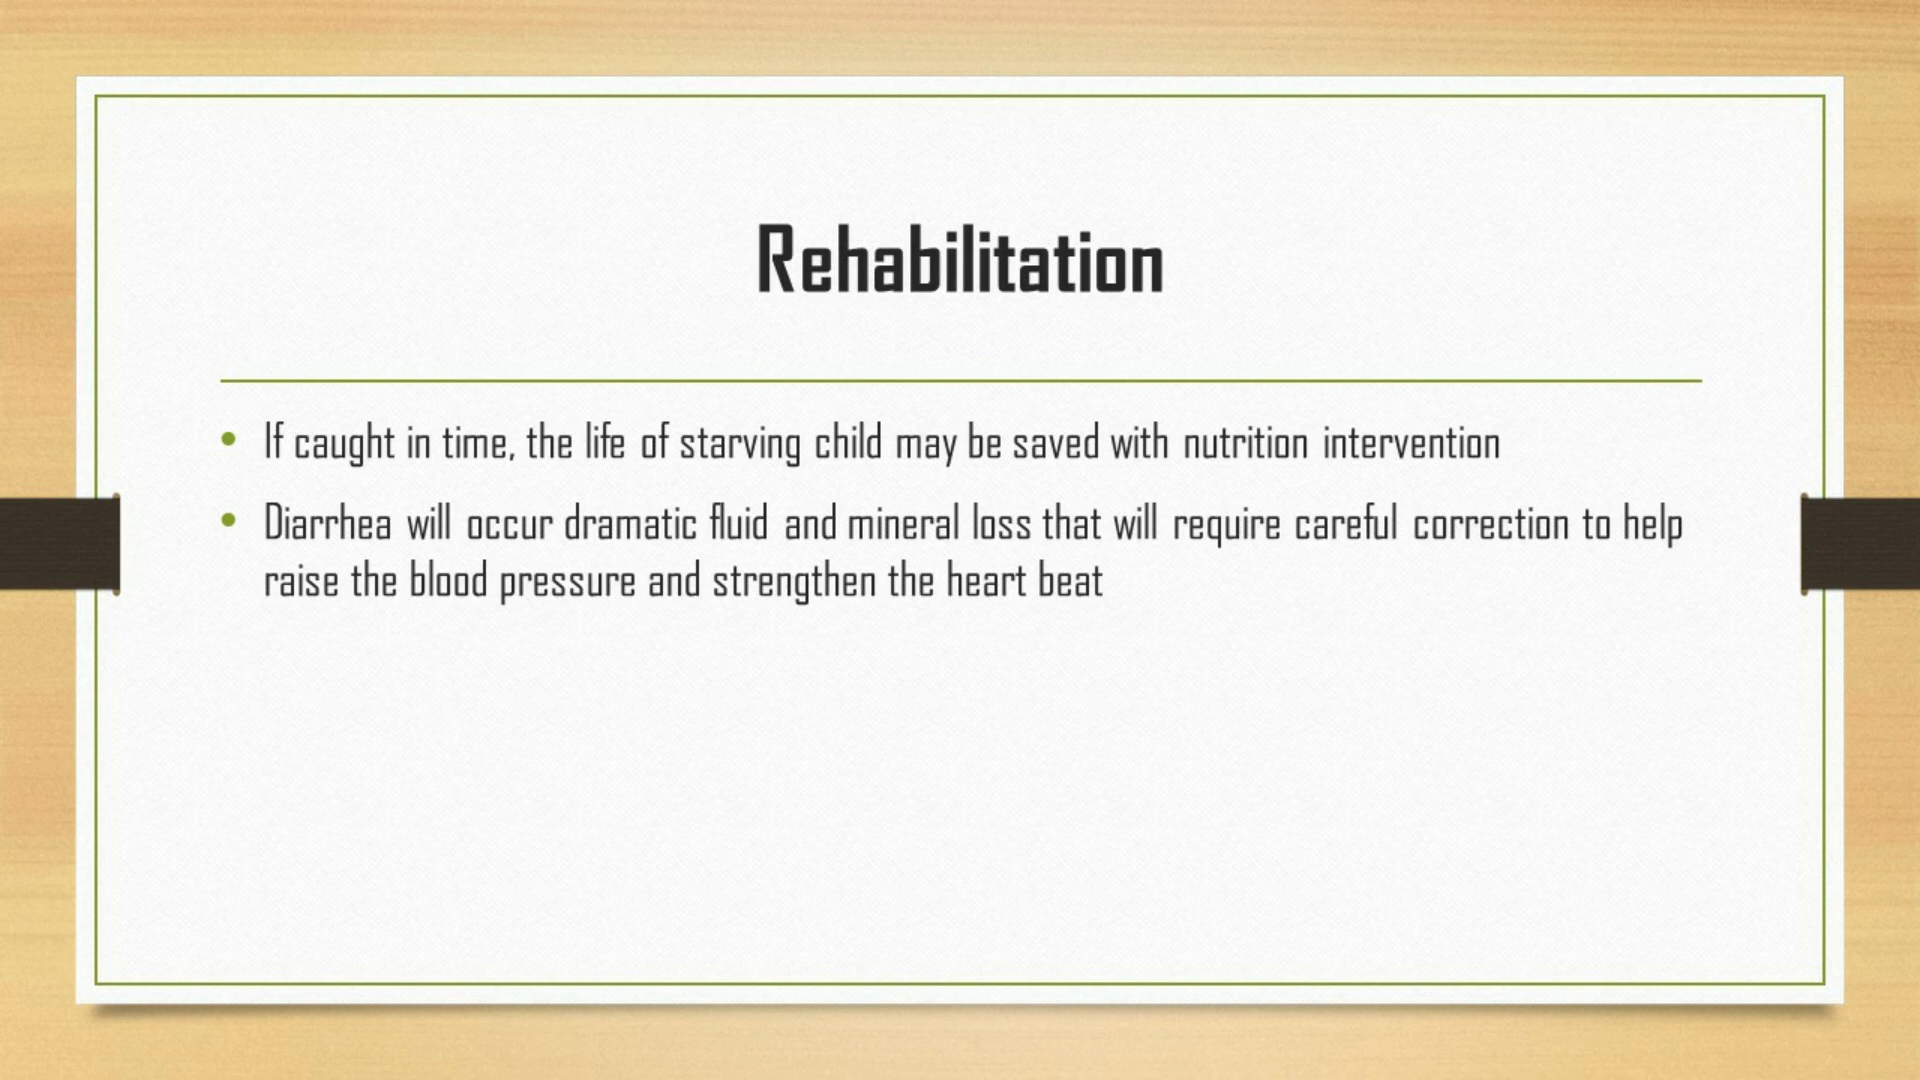 Rehabilitation
• If caught in time, the life of starving child may be saved with nutrition intervention
• Diarrhea will occur dramatic fluid and mineral loss that will require careful correction to help
raise the blood pressure and strengthen the heart beat